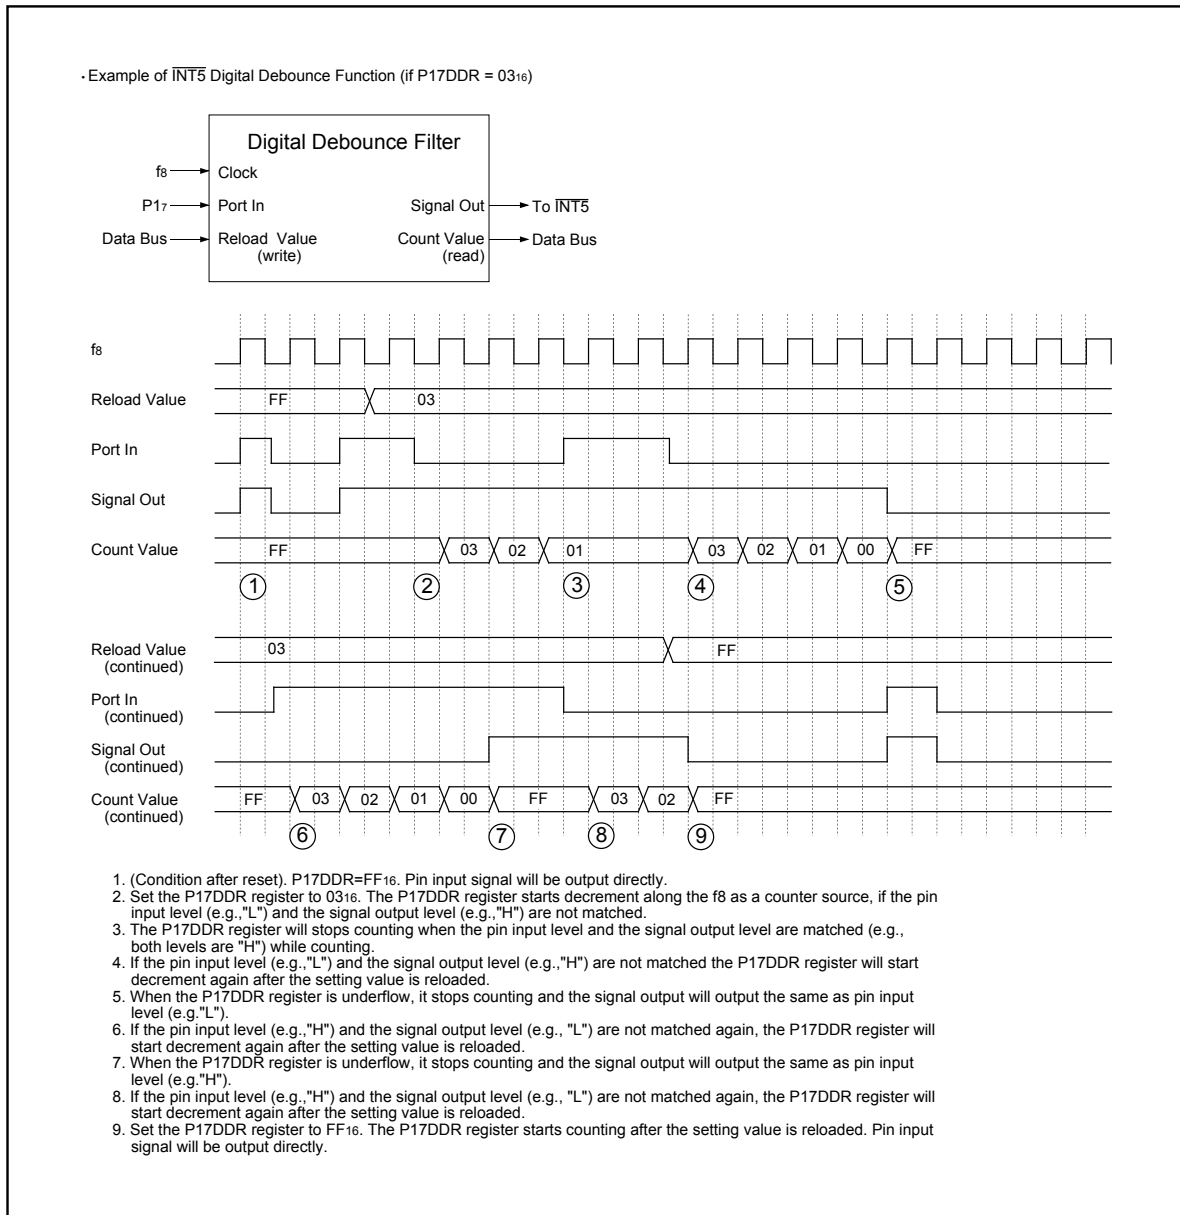 · Example of INT5 Digital Debounce Function (if P17DDR = 0316)
Digital Debounce Filter
f8
Clock
P17
Port In
Signal Out
To INT5
Data Bus
Reload Value
(write)
Count Value
(read)
Data Bus
f8
Reload Value
FF
03
Port In
Signal Out
Count Value
FF
03
02
01
03
02
01
00
FF
1
2
3
4
5
Reload Value
(continued)
03
FF
Port In
(continued)
Signal Out
(continued)
Count Value
(continued)
FF
03
02
01
00
FF
03
02
FF
6
7
8
9
1. (Condition after reset). P17DDR=FF16. Pin input signal will be output directly.
2. Set the P17DDR register to 0316. The P17DDR register starts decrement along the f8 as a counter source, if the pin
input level (e.g.,"L") and the signal output level (e.g.,"H") are not matched.
3. The P17DDR register will stops counting when the pin input level and the signal output level are matched (e.g.,
both levels are "H") while counting.
4. If the pin input level (e.g.,"L") and the signal output level (e.g.,"H") are not matched the P17DDR register will start
decrement again after the setting value is reloaded.
5. When the P17DDR register is underflow, it stops counting and the signal output will output the same as pin input
level (e.g."L").
6. If the pin input level (e.g.,"H") and the signal output level (e.g., "L") are not matched again, the P17DDR register will
start decrement again after the setting value is reloaded.
7. When the P17DDR register is underflow, it stops counting and the signal output will output the same as pin input
level (e.g."H").
8. If the pin input level (e.g.,"H") and the signal output level (e.g., "L") are not matched again, the P17DDR register will
start decrement again after the setting value is reloaded.
9. Set the P17DDR register to FF16. The P17DDR register starts counting after the setting value is reloaded. Pin input
signal will be output directly.